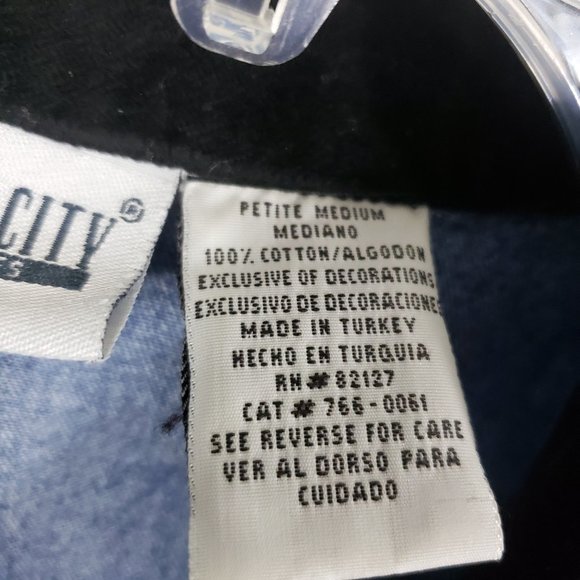 CITY®
PETITE MEDIUM
MEDIANO
100% COTTON/ALGODON
EXCLUSIVE OF DECORATIONS
EXCLUSIVO DE DECORACIONE
MADE IN TURKEY
HECHO EN TURQUIA
RN# 82127
CAT # 766-0061
SEE REVERSE FOR CARE
VER AL DORSO PARA
CUIDADO